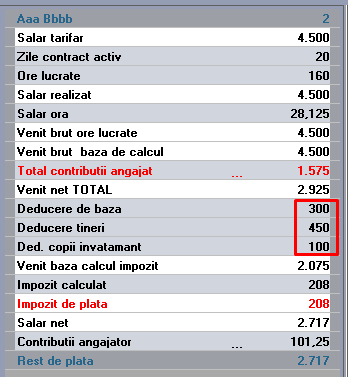 Aaa Bbbb 2
Salar tarifar 4.500
Zile contract activ 20
Ore lucrate 160
Salar realizat 4.500
Salar ora 28,125
Venit brut ore lucrate 4.500
Venit brut baza de calcul 4.500
Total contributii angajat ... 1.575
Venit net TOTAL 2.925
Deducere de baza 300
Deducere tineri 450
Ded. copii invatamant 100
Venit baza calcul impozit 2.075
Impozit calculat 208
Impozit de plata 208
Salar net 2.717
Contributii angajator ... 101,25
Rest de plata 2.717